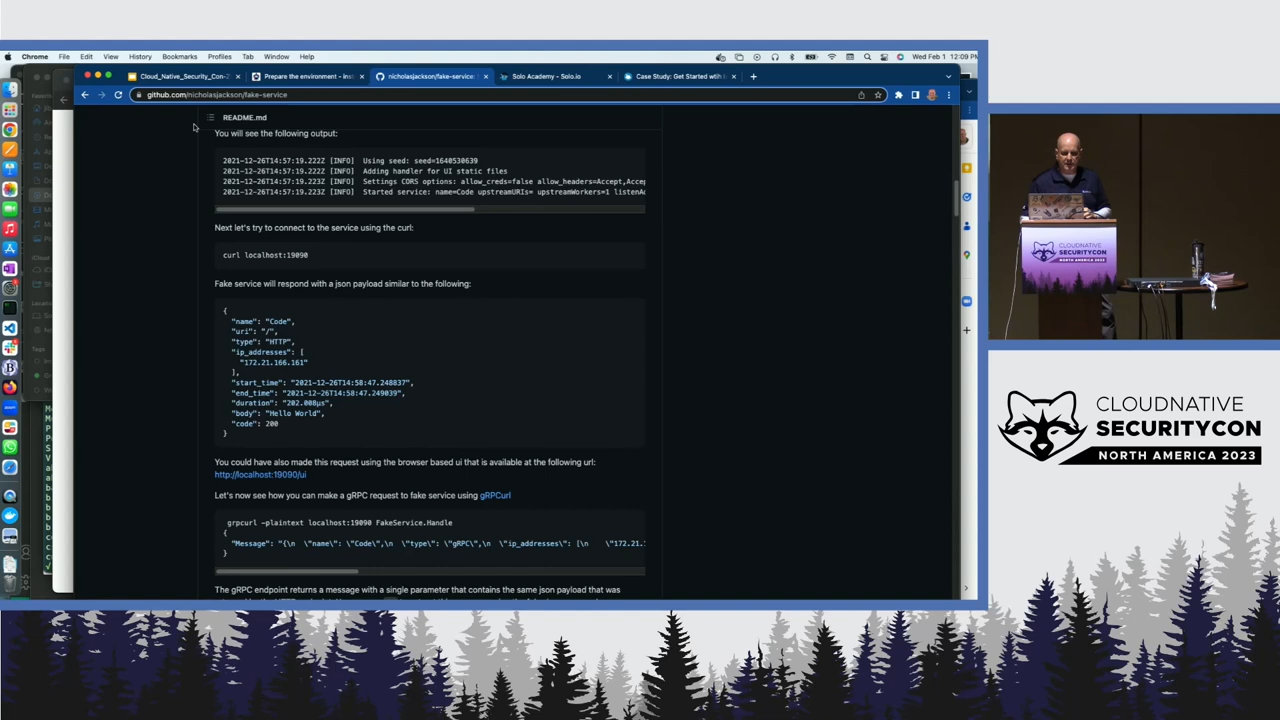 Chrome File Edit View History Bookmarks Profiles Tab Window Help
Wed Feb 1 12:09 PM
Cloud_Native_Security_Con-
Prepare the environment – ins
nicholasjackson/fake-service:
Solo Academy – Solo.io
Case Study: Get Started
github.com/nicholasjackson/fake-service
README.md
You will see the following output:
2021-12-26T14:57:19.222Z [INFO] Using seed: seed=1640530639
2021-12-26T14:57:19.222Z [INFO] Adding handler for UI static files
2021-12-26T14:57:19.223Z [INFO] Settings CORS options: allow_creds=false allow_headers=Accept,Accep
2021-12-26T14:57:19.223Z [INFO] Started service: name=Code upstreamURIs= upstreamWorkers=1 listenA
Next let's try to connect to the service using the curl:
curl localhost:19090
Fake service will respond with a json payload similar to the following:
{
"name": "Code",
"uri": "/",
"type": "HTTP",
"ip_addresses": [
"172.21.166.161"
],
"start_time": "2021-12-26T14:58:47.248837",
"end_time": "2021-12-26T14:58:47.249039",
"duration": "202.008µs",
"body": "Hello World",
"code": 200
}
You could have also made this request using the browser based ui that is available at the following url:
http://localhost:19090/ui
Let's now see how you can make a gRPC request to fake service using gRPCurl
grpcurl -plaintext localhost:19090 FakeService.Handle
{
"Message": "{\n \"name\": \"Code\",\n \"type\": \"gRPC\",\n \"ip_addresses\": [\n \"172.21.
}
The gRPC endpoint returns a message with a single parameter that contains the same json payload that was
CLOUDNATIVE
SECURITYCON
NORTH AMERICA 2023
CLOUDNATIVE
SECURITYCON
NORTH AMERICA 2023